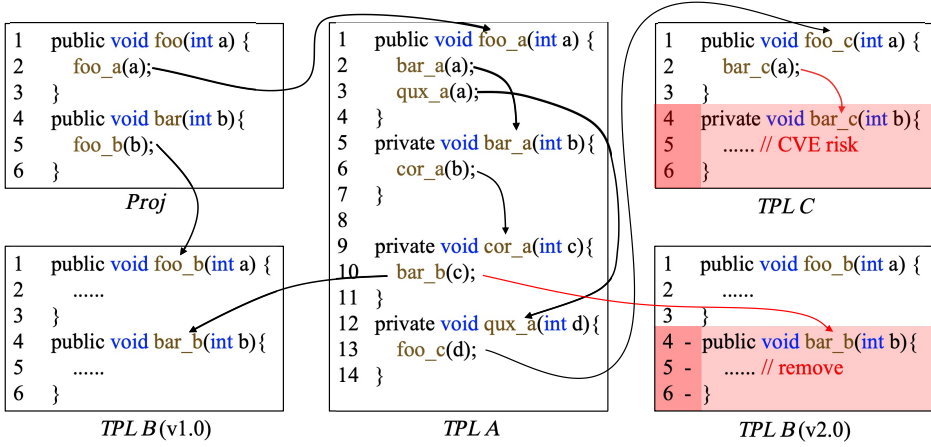 1 public void foo(int a) {
2 foo_a(a);
3 }
4 public void bar(int b){
5 foo_b(b);
6 }
Proj
1 public void foo_b(int a) {
2 ......
3 }
4 public void bar_b(int b){
5 ......
6 }
TPL B (v1.0)
1 public void foo_a(int a) {
2 bar_a(a);
3 qux_a(a);
4 }
5 private void bar_a(int b){
6 cor_a(b);
7 }
8
9 private void cor_a(int c){
10 bar_b(c);
11 }
12 private void qux_a(int d){
13 foo_c(d);
14 }
TPL A
1 public void foo_c(int a) {
2 bar_c(a);
3 }
4 private void bar_c(int b){
5 ...... // CVE risk
6 }
TPL C
1 public void foo_b(int a) {
2 ......
3 }
4 - public void bar_b(int b){
5 - ...... // remove
6 - }
TPL B (v2.0)